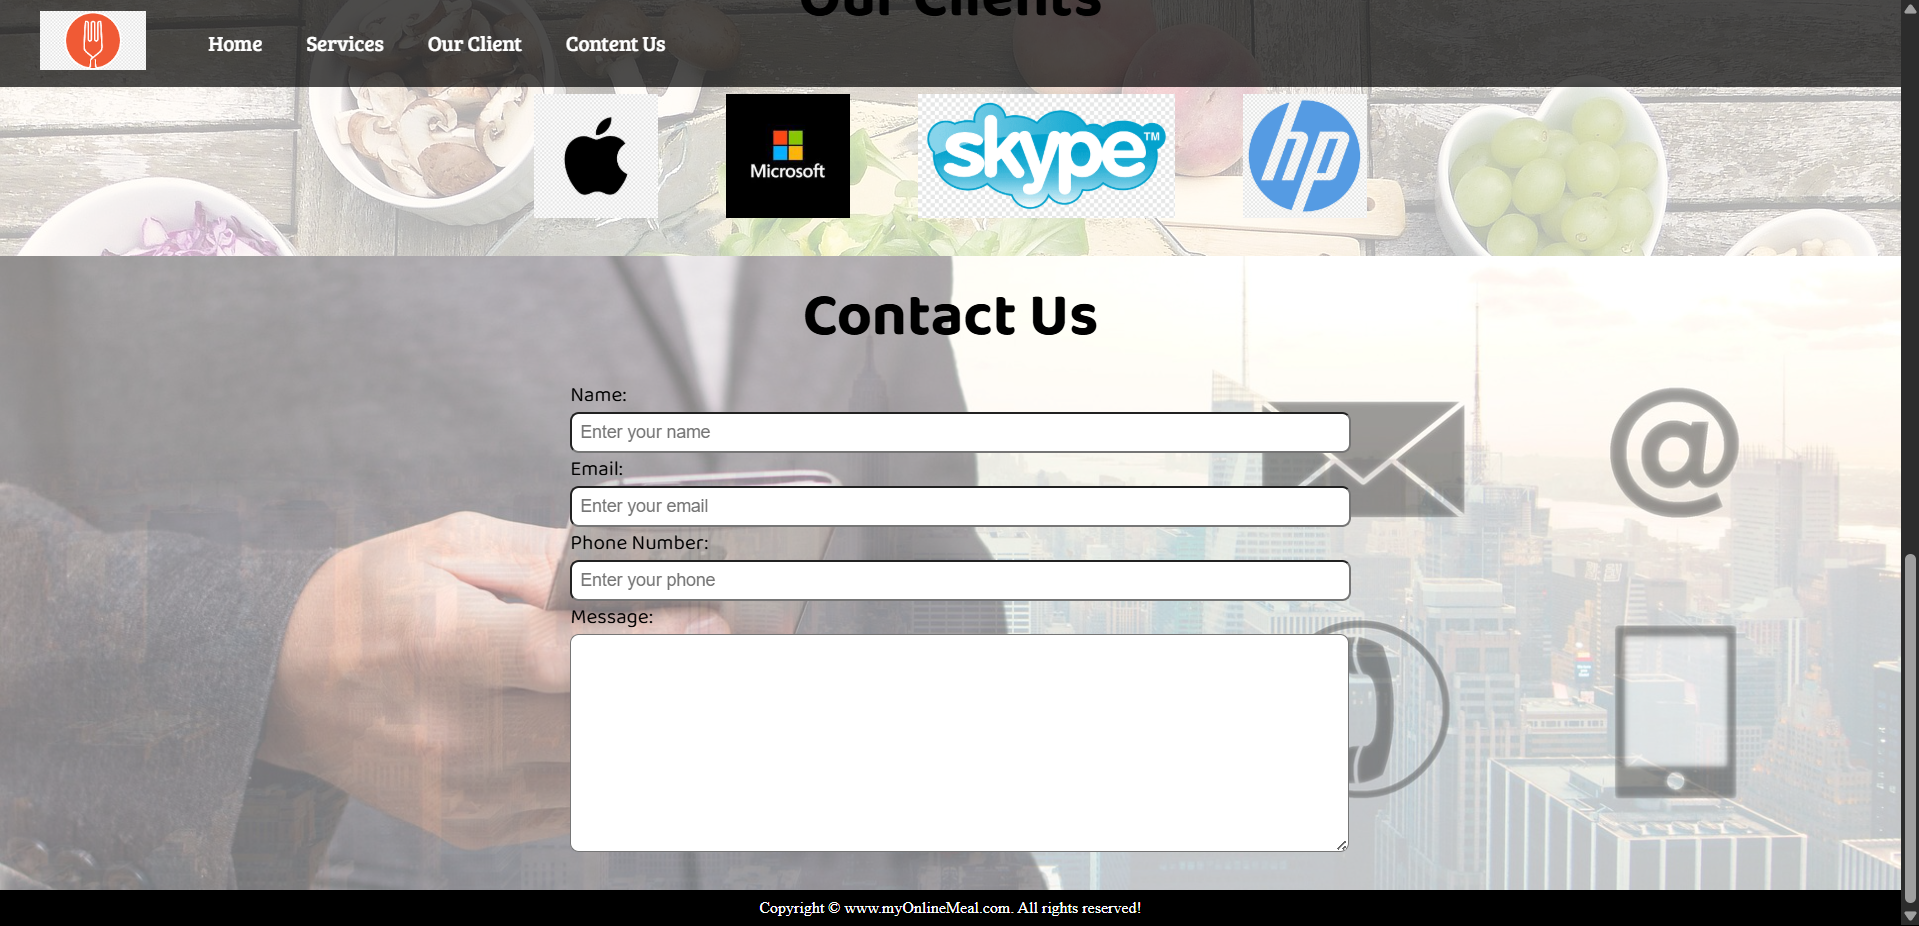 Our Clients
Home Services Our Client Content Us
Microsoft
skype™
hp
Contact Us
Name:
Enter your name
Email:
Enter your email
@
Phone Number:
Enter your phone
Message:
Copyright © www.myOnlineMeal.com. All rights reserved!